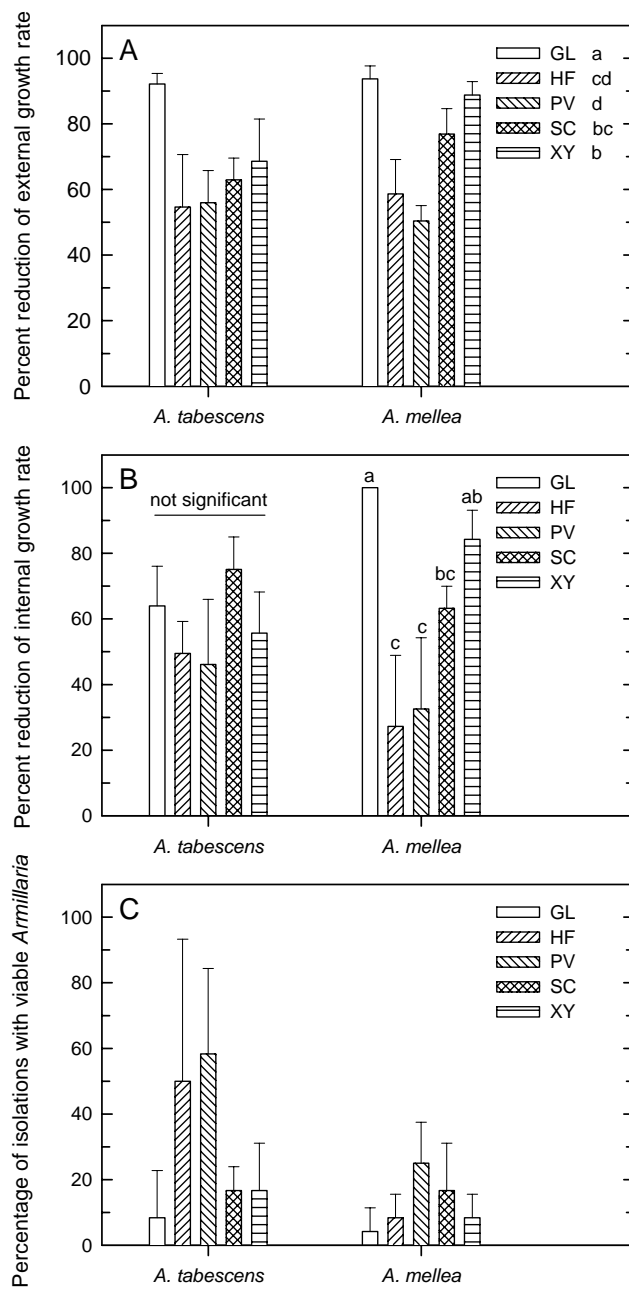 A
Percent reduction of external growth rate
100
80
60
40
20
0
GL a
HF cd
PV d
SC bc
XY b
A. tabescens
A. mellea
B
Percent reduction of internal growth rate
100
80
60
40
20
0
not significant
a
c
c
bc
ab
GL
HF
PV
SC
XY
A. tabescens
A. mellea
C
Percentage of isolations with viable Armillaria
100
80
60
40
20
0
GL
HF
PV
SC
XY
A. tabescens
A. mellea